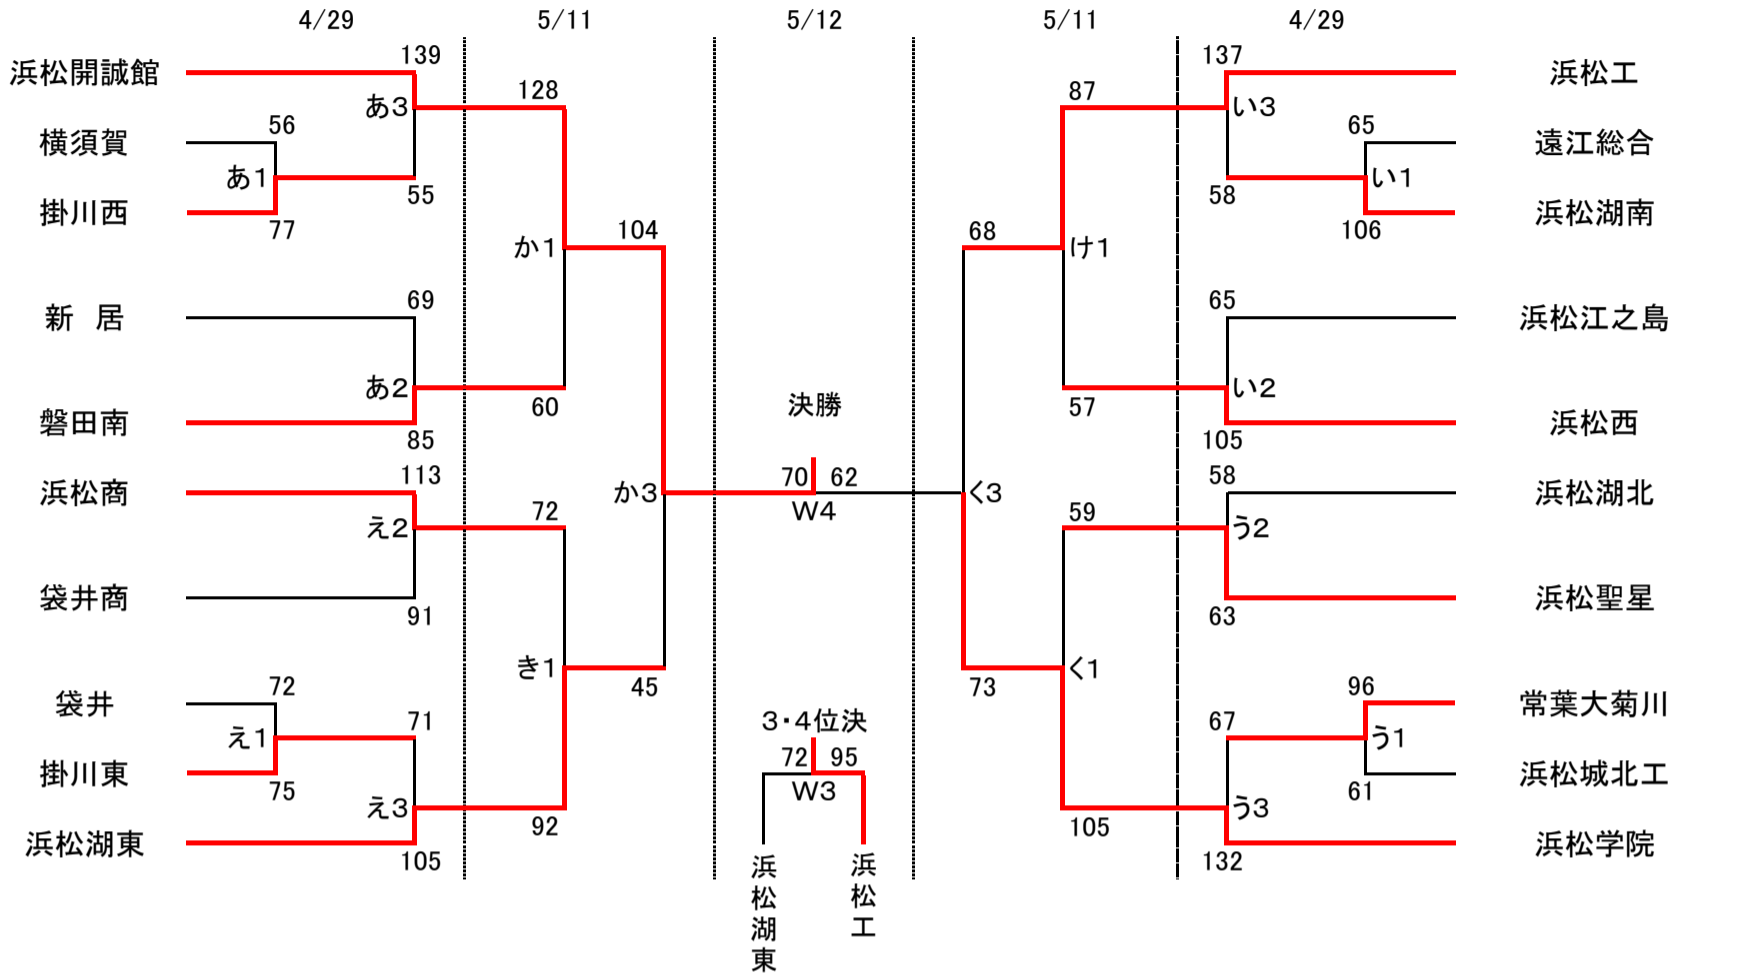 4/29 5/11 5/12 5/11 4/29
139 137
浜松開誠館 浜松工
128 87
あ3 い3
56 65
横須賀 遠江総合
あ1 い1
55 58
掛川西 浜松湖南
77 104 68 106
か1 け1
69 65
新 居 浜松江之島
あ2 い2
60 決勝 57
磐田南 浜松西
85 105
113 70 62 58
浜松商 か3 く3 浜松湖北
72 W4 59
え2 う2
袋井商 浜松聖星
91 63
き1 く1
72 45 73 96
袋井 常葉大菊川
71 3・4位決 67
え1 う1
72 95
掛川東 浜松城北工
75 W3 61
え3 う3
92 105
浜松湖東 浜松学院
105 132
浜松湖東
浜松工